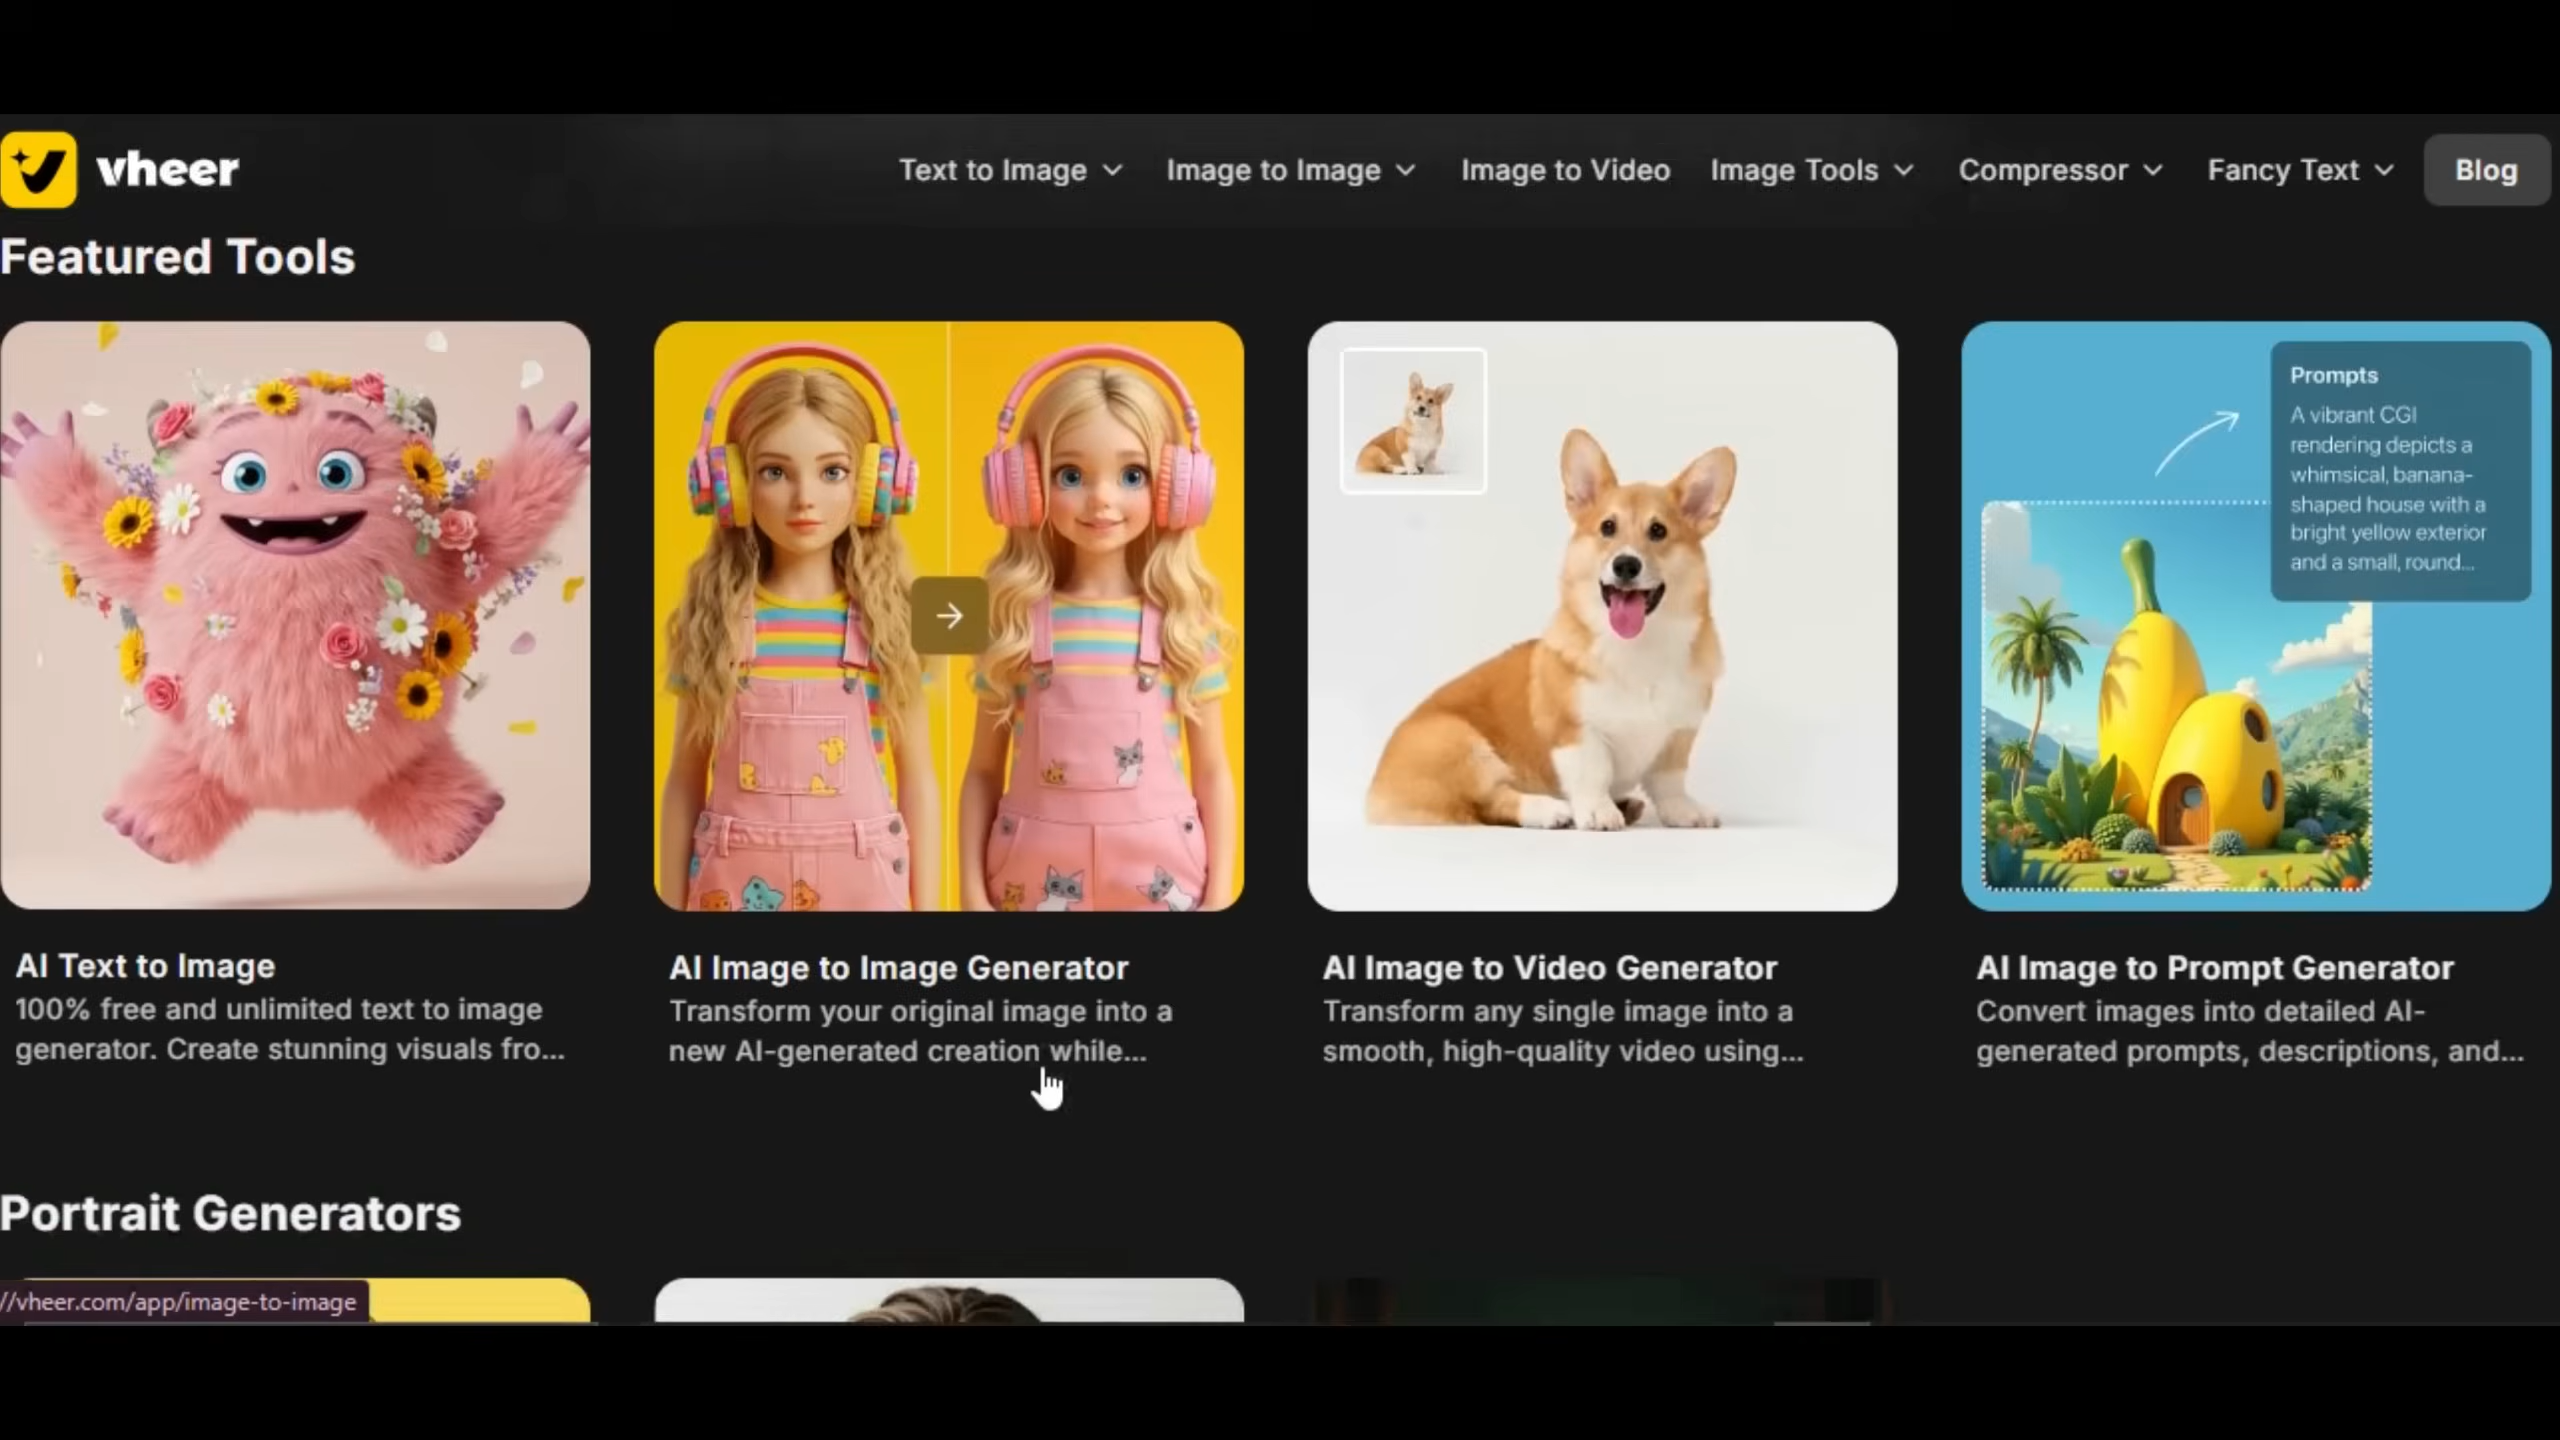 vheer
Text to Image
Image to Image
Image to Video
Image Tools
Compressor
Fancy Text
Blog
Featured Tools
Prompts
A vibrant CGI
rendering depicts a
whimsical, banana-
shaped house with a
bright yellow exterior
and a small, round...
AI Text to Image
100% free and unlimited text to image
generator. Create stunning visuals fro...
AI Image to Image Generator
Transform your original image into a
new AI-generated creation while...
AI Image to Video Generator
Transform any single image into a
smooth, high-quality video using...
AI Image to Prompt Generator
Convert images into detailed AI-
generated prompts, descriptions, and...
Portrait Generators
//vheer.com/app/image-to-image